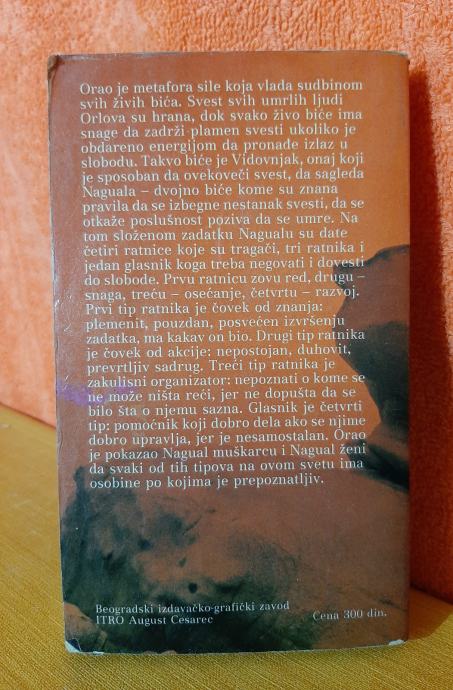 Orao je metafora sile koja vlada sudbinom
svih živih bića. Svest svih umrlih ljudi
Orlova su hrana, dok svako živo biće ima
snage da zadrži plamen svesti ukoliko je
obdareno energijom da pronađe izlaz u
slobodu. Takvo biće je Vidovnjak, onaj koji
je sposoban da ovekoveči svest, da sagleda
Naguala – dvojno biće kome su znana
pravila da se izbegne nestanak svesti, da se
otkaže poslušnost poziva da se umre. Na
tom složenom zadatku Nagualu su date
četiri ratnice koje su tragači, tri ratnika i
jedan glasnik koga treba negovati i dovesti
do slobode. Prvu ratnicu zovu red, drugu –
snaga, treću – osećanje, četvrtu – razvoj.
Prvi tip ratnika je čovek od znanja:
plemenit, pouzdan, posvećen izvršenju
zadatka, ma kakav on bio. Drugi tip ratnika
je čovek od akcije: nepostojan, duhovit,
prevrtljiv sadrug. Treći tip ratnika je
zakulisni organizator: nepoznati o kome se
ne može ništa reći, jer ne dopušta da se
bilo šta o njemu sazna. Glasnik je četvrti
tip: pomoćnik koji dobro dela ako se njime
dobro upravlja, jer je nesamostalan. Orao
je pokazao Nagual muškarcu i Nagual ženi
da svaki od tih tipova na ovom svetu ima
osobine po kojima je prepoznatljiv.
Beogradski izdavačko-grafički zavod
ITRO August Cesarec
Cena 300 din.